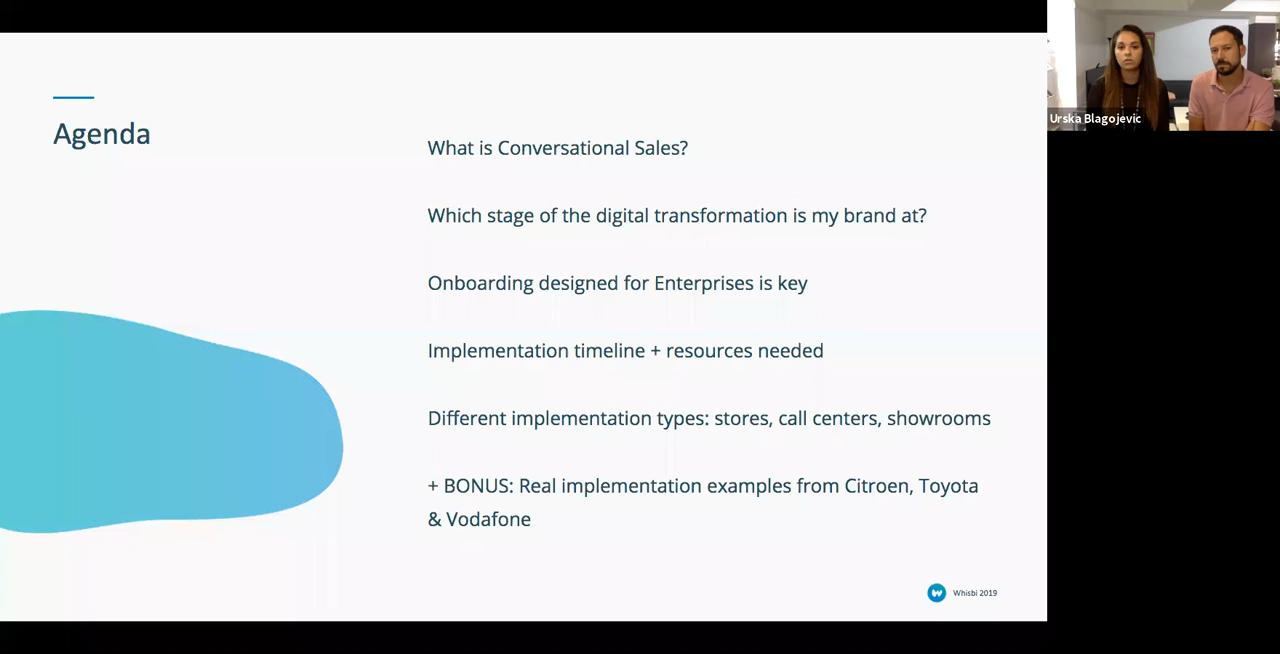 Agenda
What is Conversational Sales?
Which stage of the digital transformation is my brand at?
Onboarding designed for Enterprises is key
Implementation timeline + resources needed
Different implementation types: stores, call centers, showrooms
+ BONUS: Real implementation examples from Citroen, Toyota
& Vodafone
Whisbi 2019
Urska Blagojevic